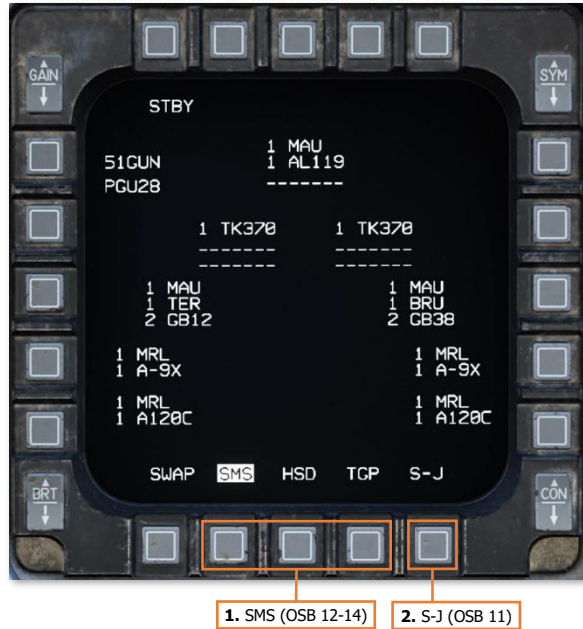 GAIN
SYM
STBY
1 MAU
51GUN 1 AL119
PGU28 -------
1 TK370 1 TK370
------- -------
------- -------
1 MAU 1 MAU
1 TER 1 BRU
2 GB12 2 GB38
1 MRL 1 MRL
1 A-9X 1 A-9X
1 MRL 1 MRL
1 A120C 1 A120C
SWAP SMS HSD TGP S-J
BRT
CON
1. SMS (OSB 12-14) 2. S-J (OSB 11)